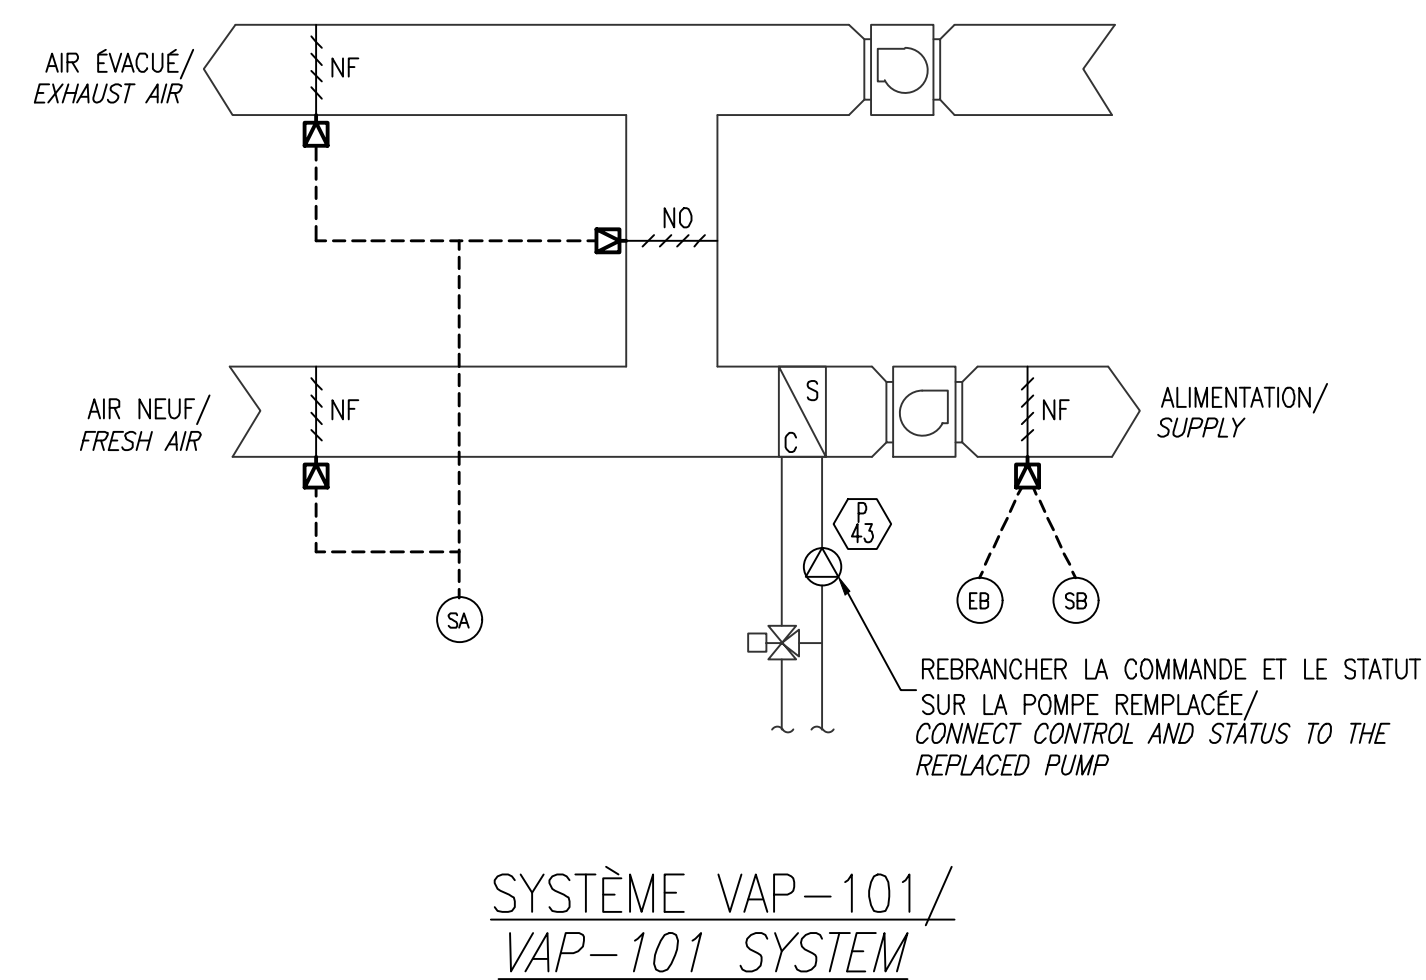 AIR ÉVACUÉ/
EXHAUST AIR
NF
NO
AIR NEUF/
FRESH AIR
NF
S
C
NF
ALIMENTATION/
SUPPLY
P
43
EB
SB
SA
REBRANCHER LA COMMANDE ET LE STATUT
SUR LA POMPE REMPLACÉE/
CONNECT CONTROL AND STATUS TO THE
REPLACED PUMP
SYSTÈME VAP-101/
VAP-101 SYSTEM